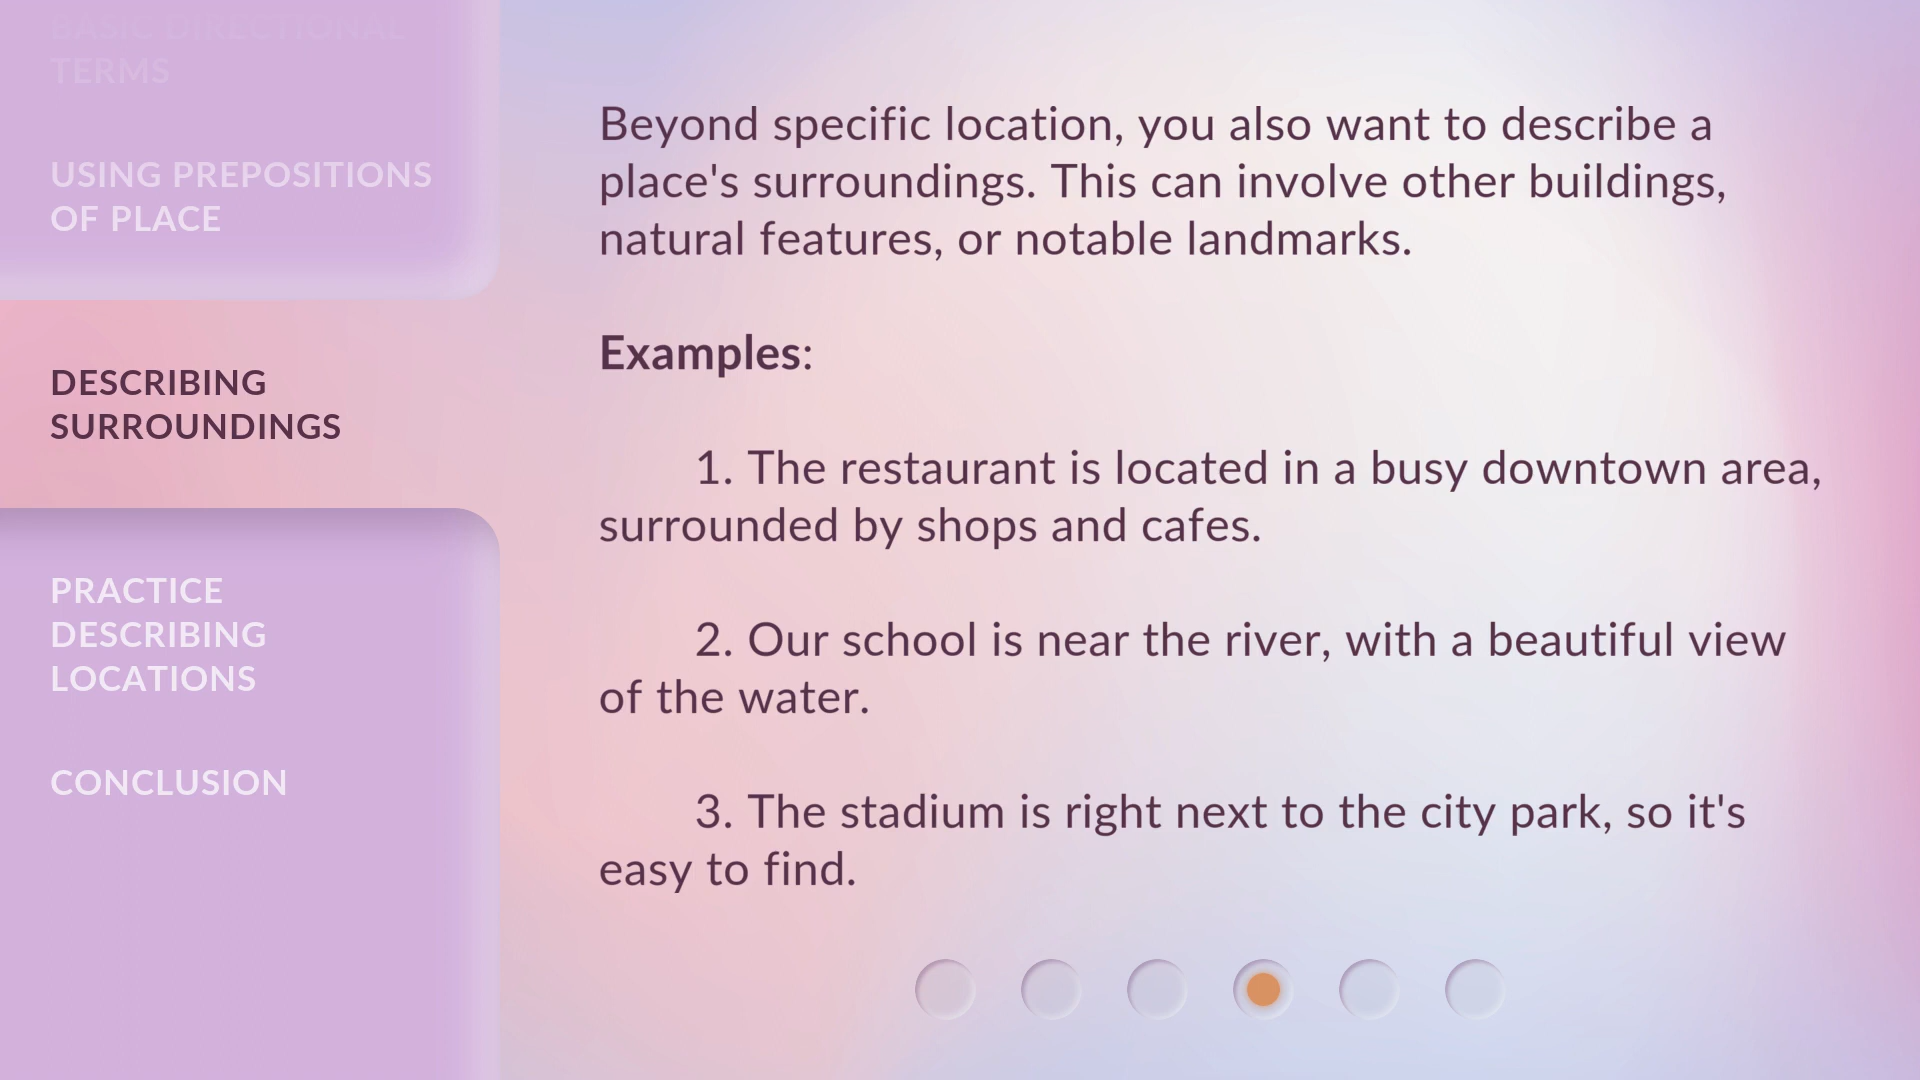 BASIC DIRECTIONAL
TERMS
USING PREPOSITIONS
OF PLACE
DESCRIBING
SURROUNDINGS
PRACTICE
DESCRIBING
LOCATIONS
CONCLUSION
Beyond specific location, you also want to describe a
place's surroundings. This can involve other buildings,
natural features, or notable landmarks.
Examples:
1. The restaurant is located in a busy downtown area,
surrounded by shops and cafes.
2. Our school is near the river, with a beautiful view
of the water.
3. The stadium is right next to the city park, so it's
easy to find.